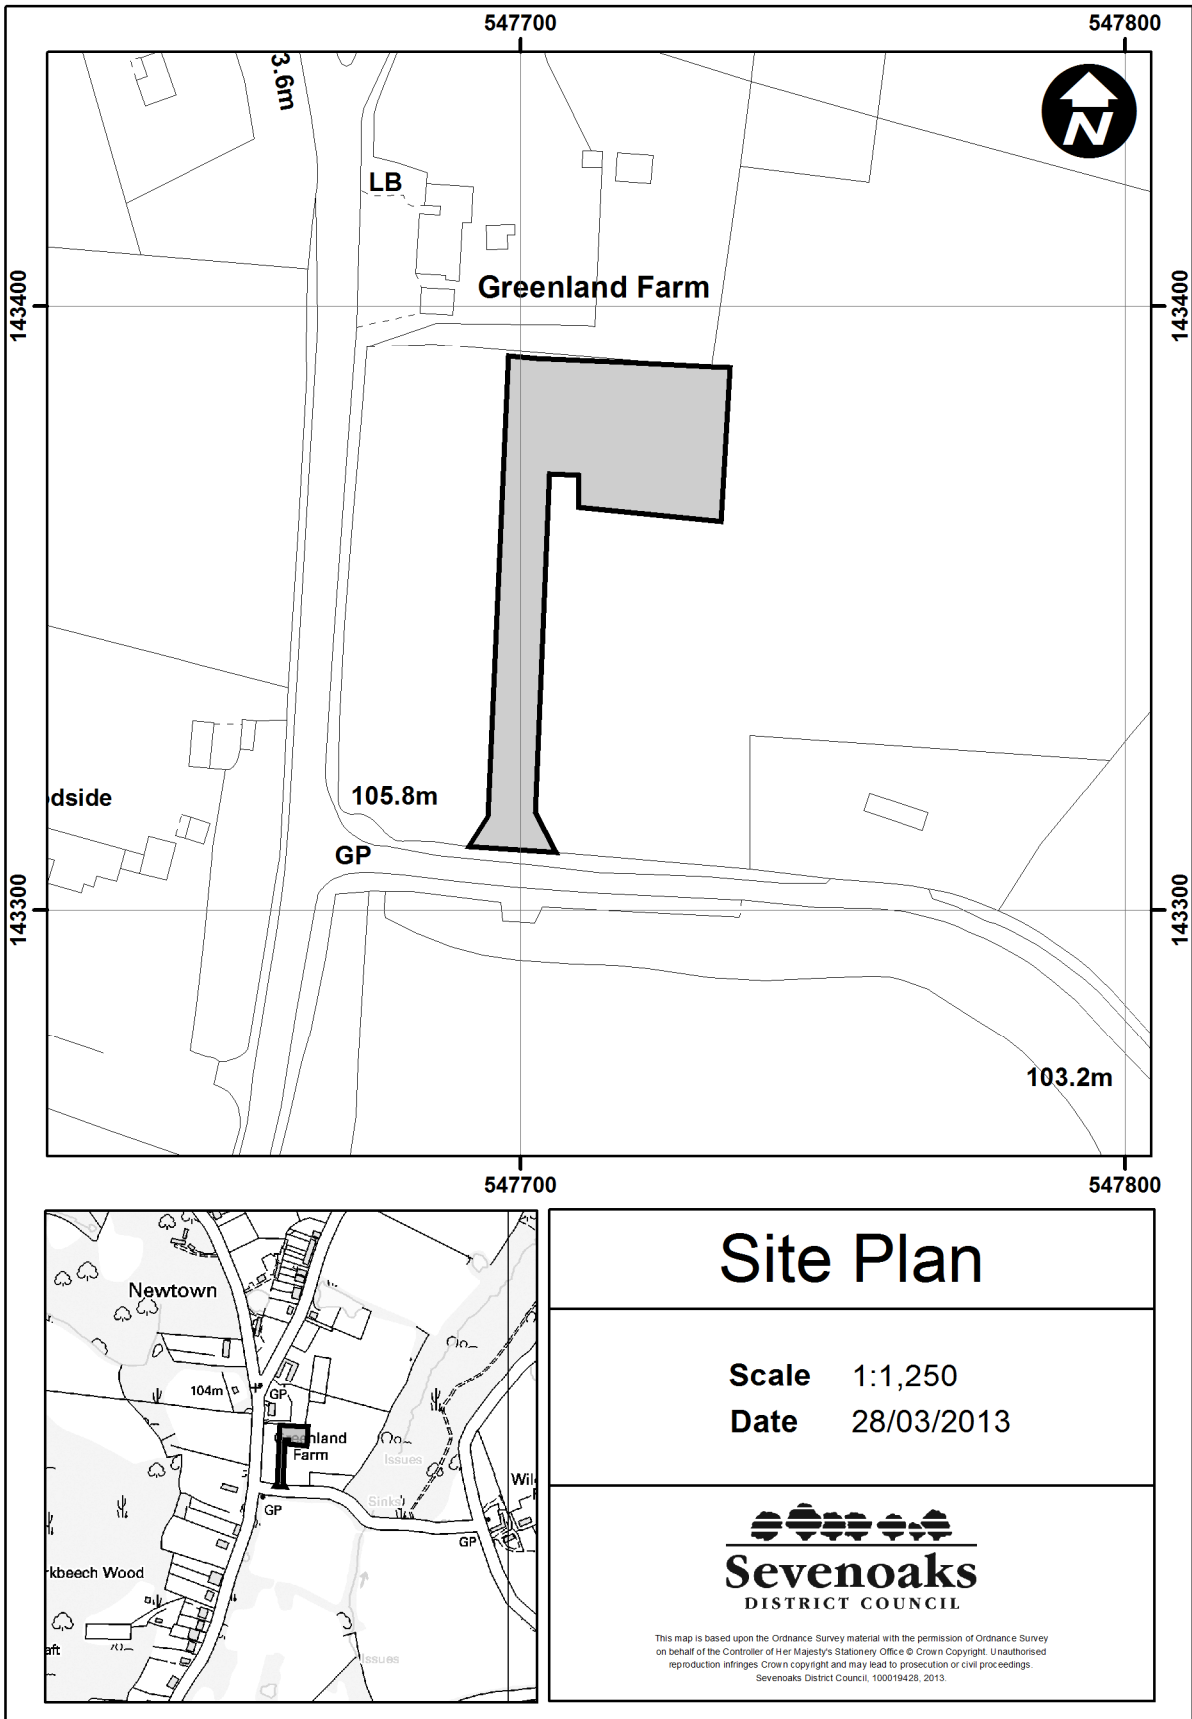 547700
547800
3.6m
N
LB
Greenland Farm
143400
143400
dside
105.8m
GP
143300
143300
103.2m
547700
547800
Newtown
104m
GP
Greenland
Farm
Issues
Sinks
GP
GP
rkbeech Wood
aft
Issues
Site Plan
Scale 1:1,250
Date 28/03/2013
Sevenoaks
DISTRICT COUNCIL
This map is based upon the Ordnance Survey material with the permission of Ordnance Survey
on behalf of the Controller of Her Majesty's Stationery Office © Crown Copyright. Unauthorised
reproduction infringes Crown copyright and may lead to prosecution or civil proceedings.
Sevenoaks District Council, 100019428, 2013.